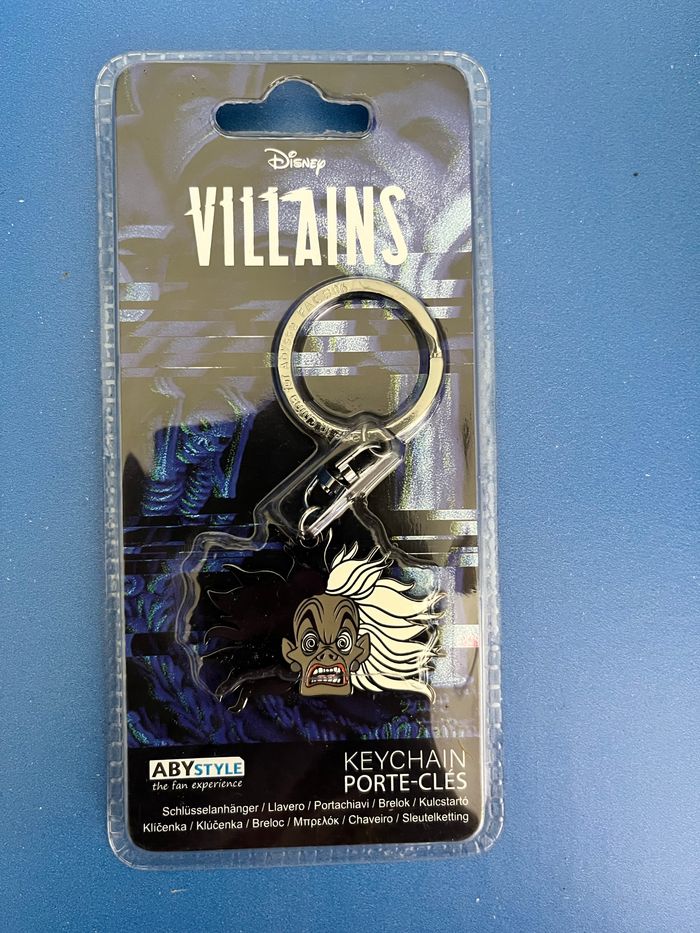 Disney
VILLAINS
ABYSTYLE
the fan experience
KEYCHAIN
PORTE-CLÉS
Schlüsselanhänger / Llavero / Portachiavi / Brelok / Kulcstartó
Klíčenka / Klúčenka / Breloc / Μπρελόκ / Chaveiro / Sleutelketting